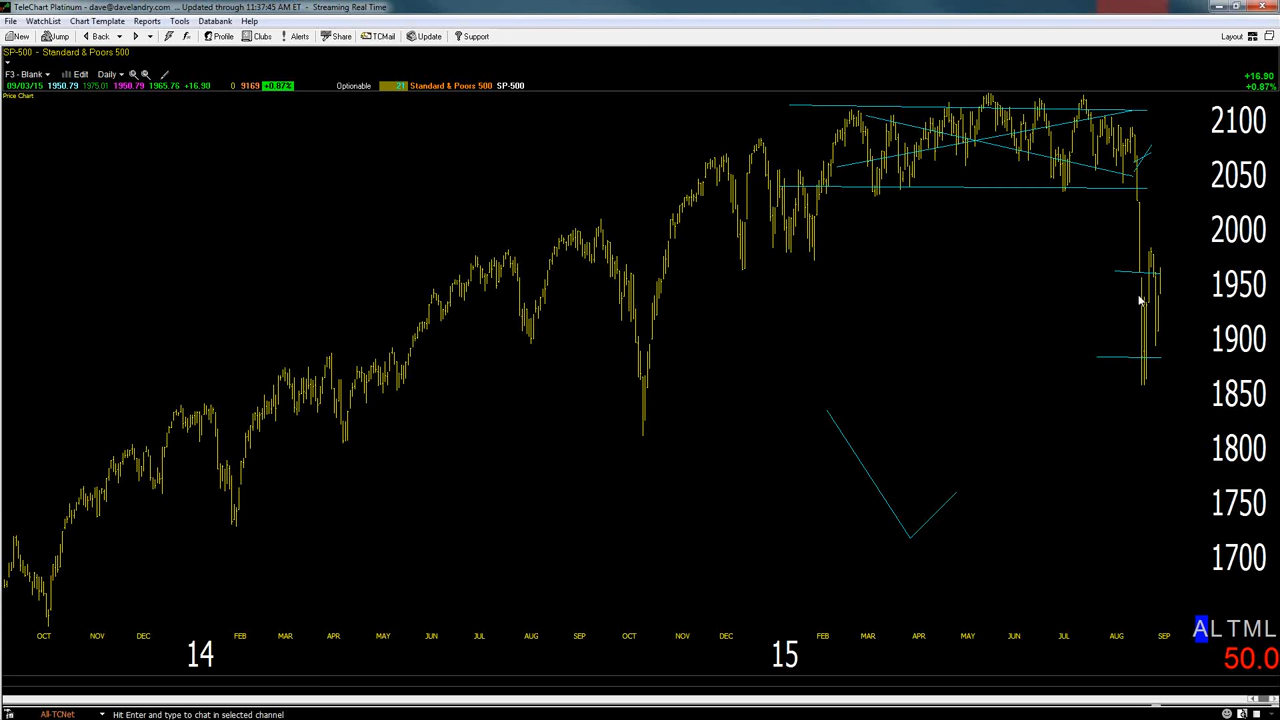 TeleChart Platinum - dave@davelandry.com ... Updated through 11:37:45 AM ET - Streaming Real Time
File WatchList Chart Template Reports Tools Databank Help
New Jump Back Profile Clubs Alerts Share TCMail Update Support Layout
SP-500 - Standard & Poors 500
F3 - Blank Edit Daily +16.90
09/03/15 1950.79 1975.01 1950.79 1965.76 +16.90 0 9169 +0.87% Optionable 21 Standard & Poors 500 SP-500 +0.87%
Price Chart
2100
2050
2000
1950
1900
1850
1800
1750
1700
OCT NOV DEC FEB MAR APR MAY JUN JUL AUG SEP OCT NOV DEC FEB MAR APR MAY JUN JUL AUG SEP
14 15
ALTML
50.0
All-TCNet Hit Enter and type to chat in selected channel